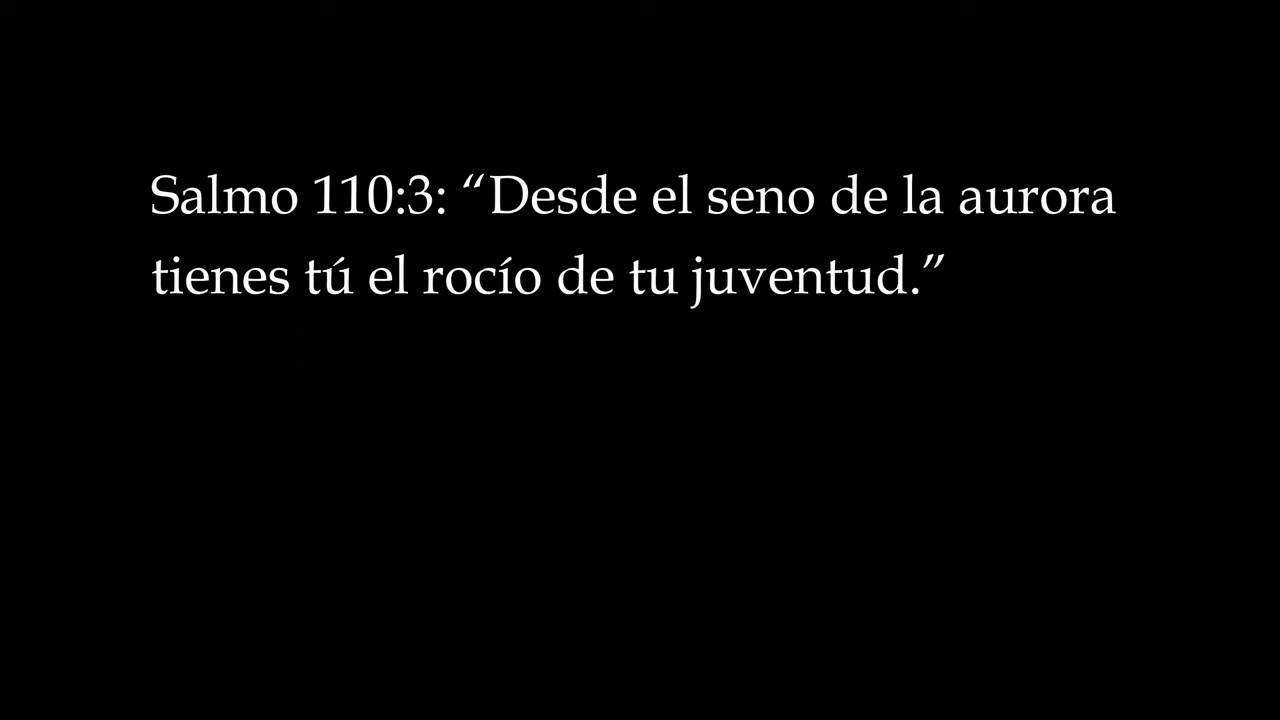 Salmo 110:3: “Desde el seno de la aurora
tienes tú el rocío de tu juventud.”